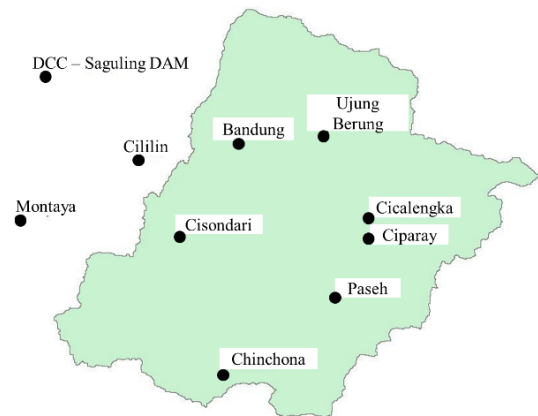 DCC – Saguling DAM
Ujung
Berung
Bandung
Cililin
Montaya
Cicalengka
Cisondari
Ciparay
Paseh
Chinchona